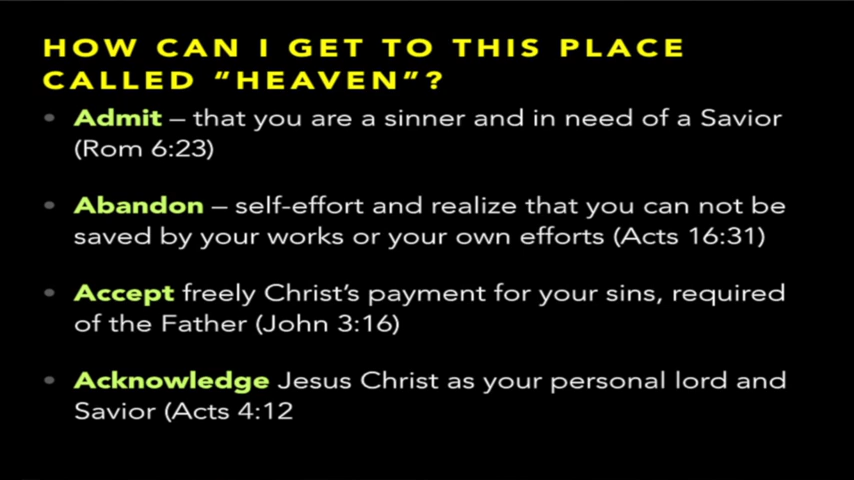 HOW CAN I GET TO THIS PLACE
CALLED "HEAVEN"?
• Admit – that you are a sinner and in need of a Savior
(Rom 6:23)
• Abandon – self-effort and realize that you can not be
saved by your works or your own efforts (Acts 16:31)
• Accept freely Christ's payment for your sins, required
of the Father (John 3:16)
• Acknowledge Jesus Christ as your personal lord and
Savior (Acts 4:12